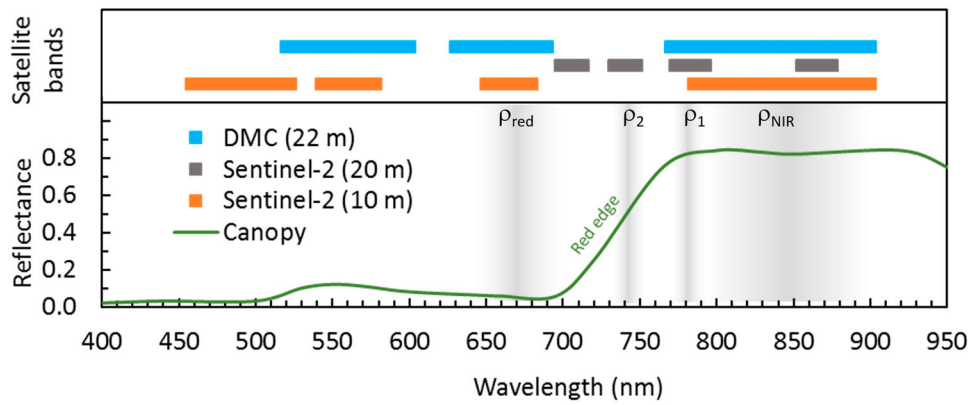 Satellite
bands
ρred ρ2 ρ1 ρNIR
DMC (22 m)
Sentinel-2 (20 m)
Sentinel-2 (10 m)
Canopy
Red edge
Reflectance
0.8
0.6
0.4
0.2
0.0
400 450 500 550 600 650 700 750 800 850 900 950
Wavelength (nm)